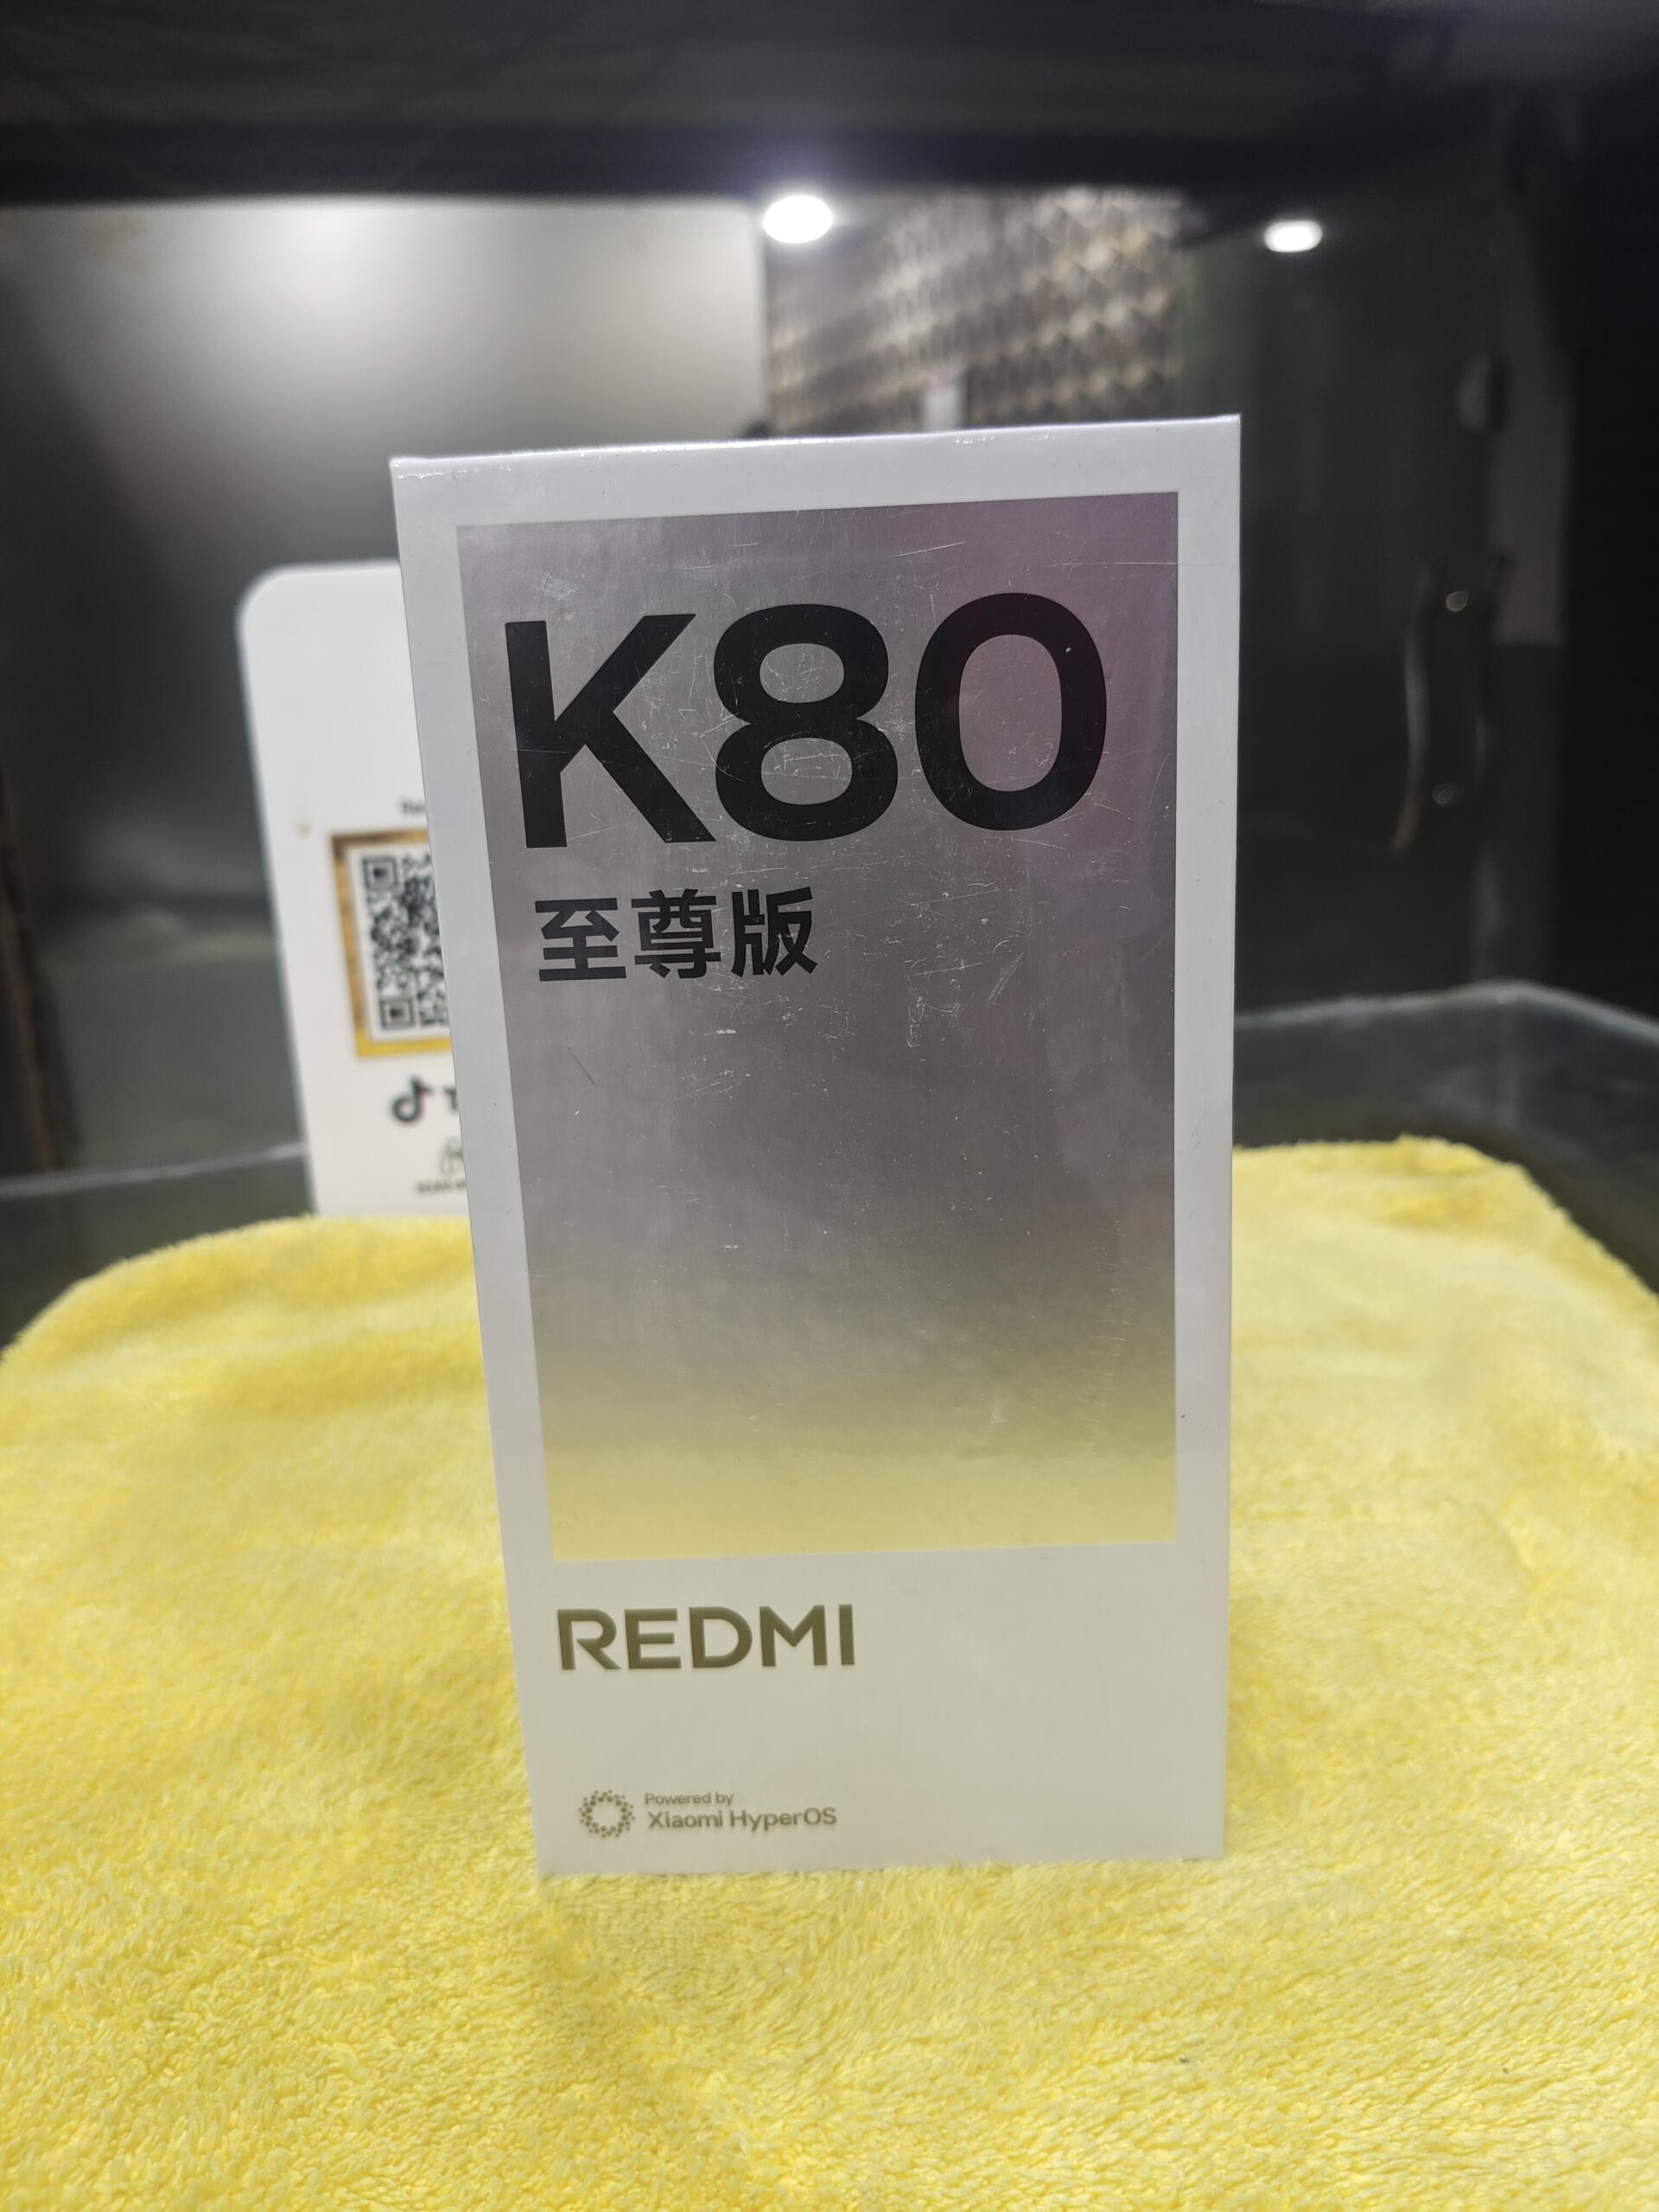 K80
至尊版
REDMI
Powered by
Xiaomi HyperOS